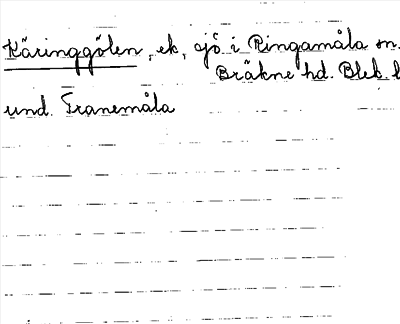 Käringgölen, ek, sjö i Ringamåla sn.
Bräkne hd. Blek. l
und. Tranemåla